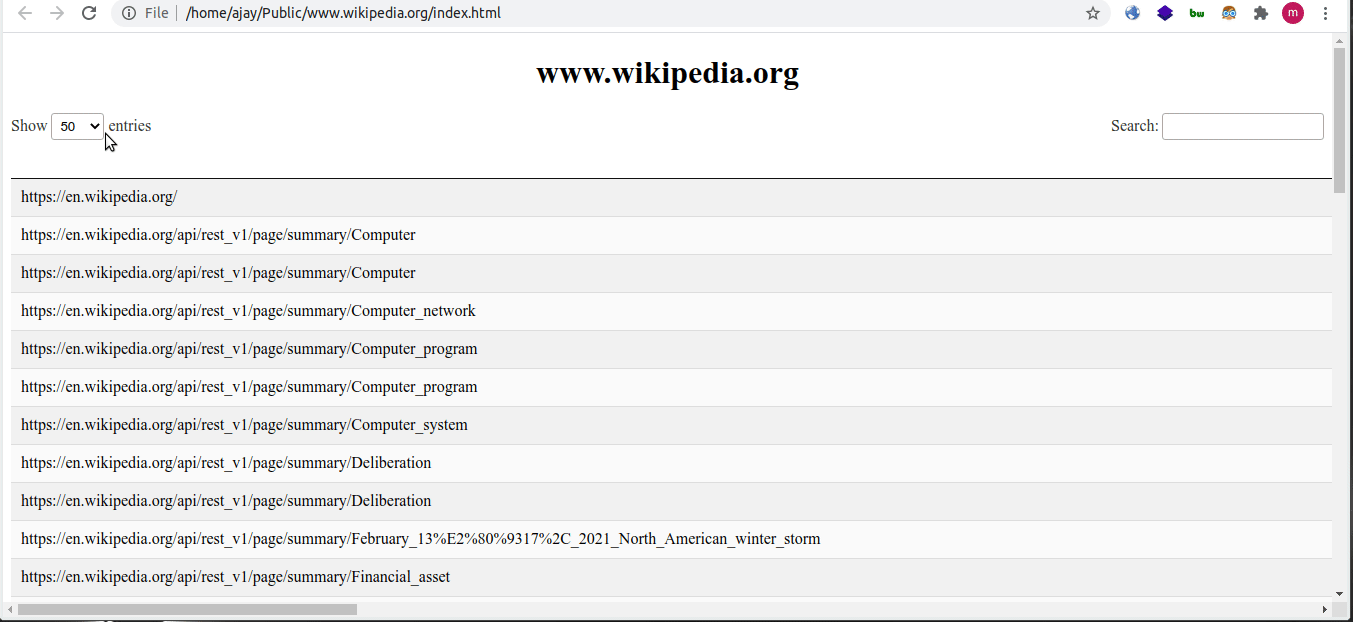 File /home/ajay/Public/www.wikipedia.org/index.html
bw
m
www.wikipedia.org
Show 50 entries
Search:
https://en.wikipedia.org/
https://en.wikipedia.org/api/rest_v1/page/summary/Computer
https://en.wikipedia.org/api/rest_v1/page/summary/Computer
https://en.wikipedia.org/api/rest_v1/page/summary/Computer_network
https://en.wikipedia.org/api/rest_v1/page/summary/Computer_program
https://en.wikipedia.org/api/rest_v1/page/summary/Computer_program
https://en.wikipedia.org/api/rest_v1/page/summary/Computer_system
https://en.wikipedia.org/api/rest_v1/page/summary/Deliberation
https://en.wikipedia.org/api/rest_v1/page/summary/Deliberation
https://en.wikipedia.org/api/rest_v1/page/summary/February_13%E2%80%9317%2C_2021_North_American_winter_storm
https://en.wikipedia.org/api/rest_v1/page/summary/Financial_asset